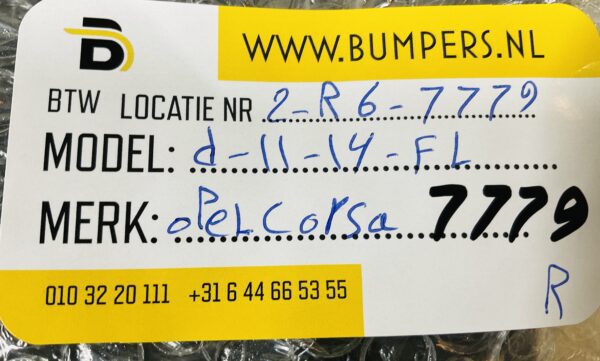 WWW.BUMPERS.NL
BTW LOCATIE NR 2-R6-7779
MODEL: d-11-14-FL
MERK: opel corsa 7779
010 32 20 111 +31 6 44 66 53 55
R